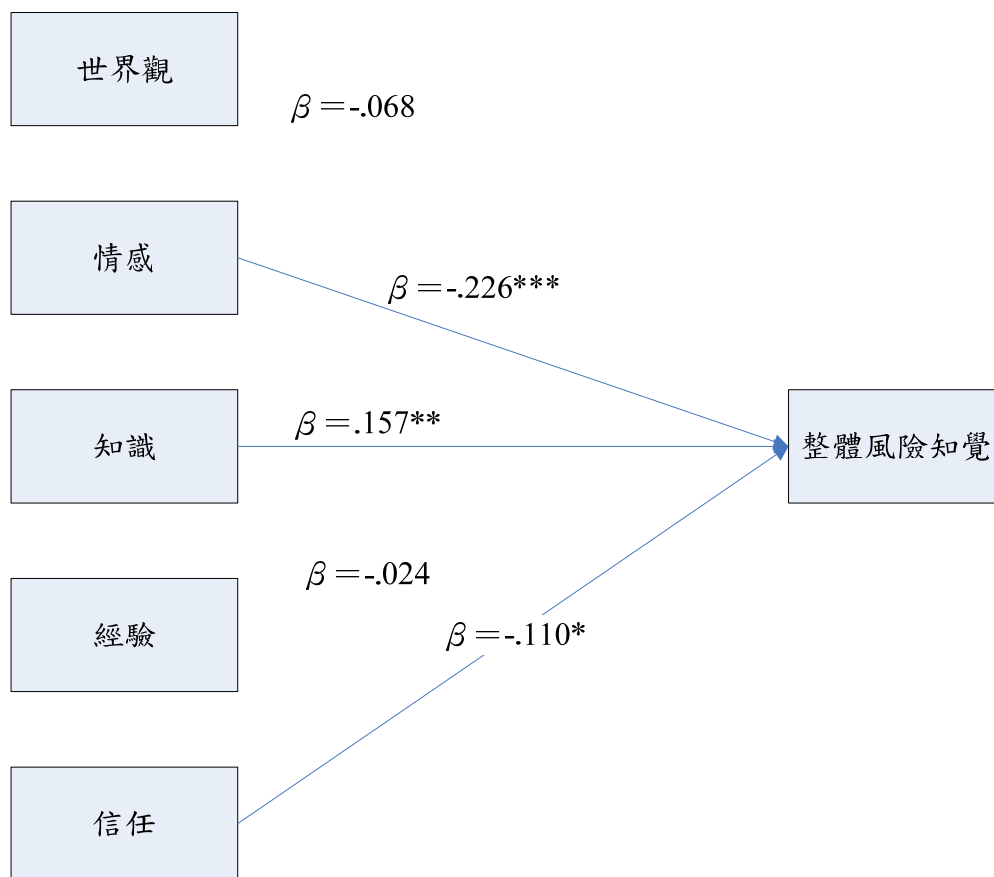 世界觀
β＝-.068
情感
β＝-.226***
知識
β＝.157**
整體風險知覺
經驗
β＝-.024
β＝-.110*
信任